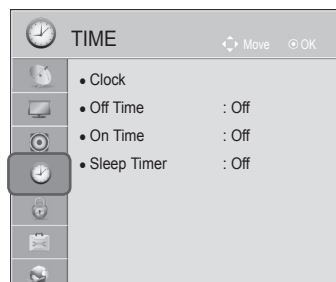 TIME Move OK
• Clock
• Off Time : Off
• On Time : Off
• Sleep Timer : Off